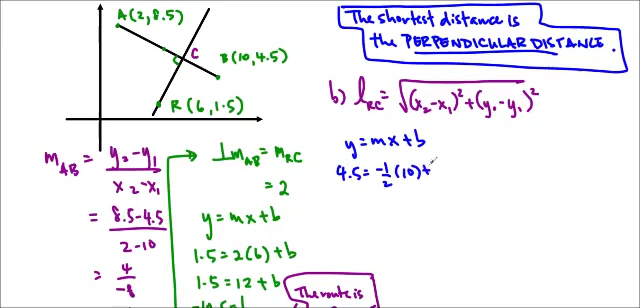 A(2,8.5)
C
B(10,4.5)
R(6,1.5)
The shortest distance is
the PERPENDICULAR DISTANCE.
b) l_RC = √(x₂-x₁)²+(y₂-y₁)²
y=mx+b
4.5=-1/2(10)+
m_AB = y₂-y₁ / x₂-x₁
= 8.5-4.5 / 2-10
= 4 / -8
⊥m_AB = m_RC
= 2
y=mx+b
1.5=2(6)+b
1.5=12+b
The route is